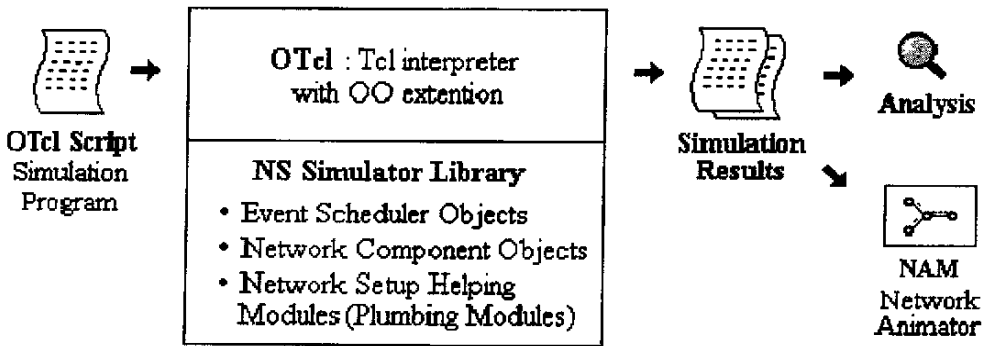 OTcl Script
Simulation
Program
OTcl : Tcl interpreter
with OO extention
NS Simulator Library
• Event Scheduler Objects
• Network Component Objects
• Network Setup Helping
Modules (Plumbing Modules)
Simulation
Results
Analysis
NAM
Network
Animator